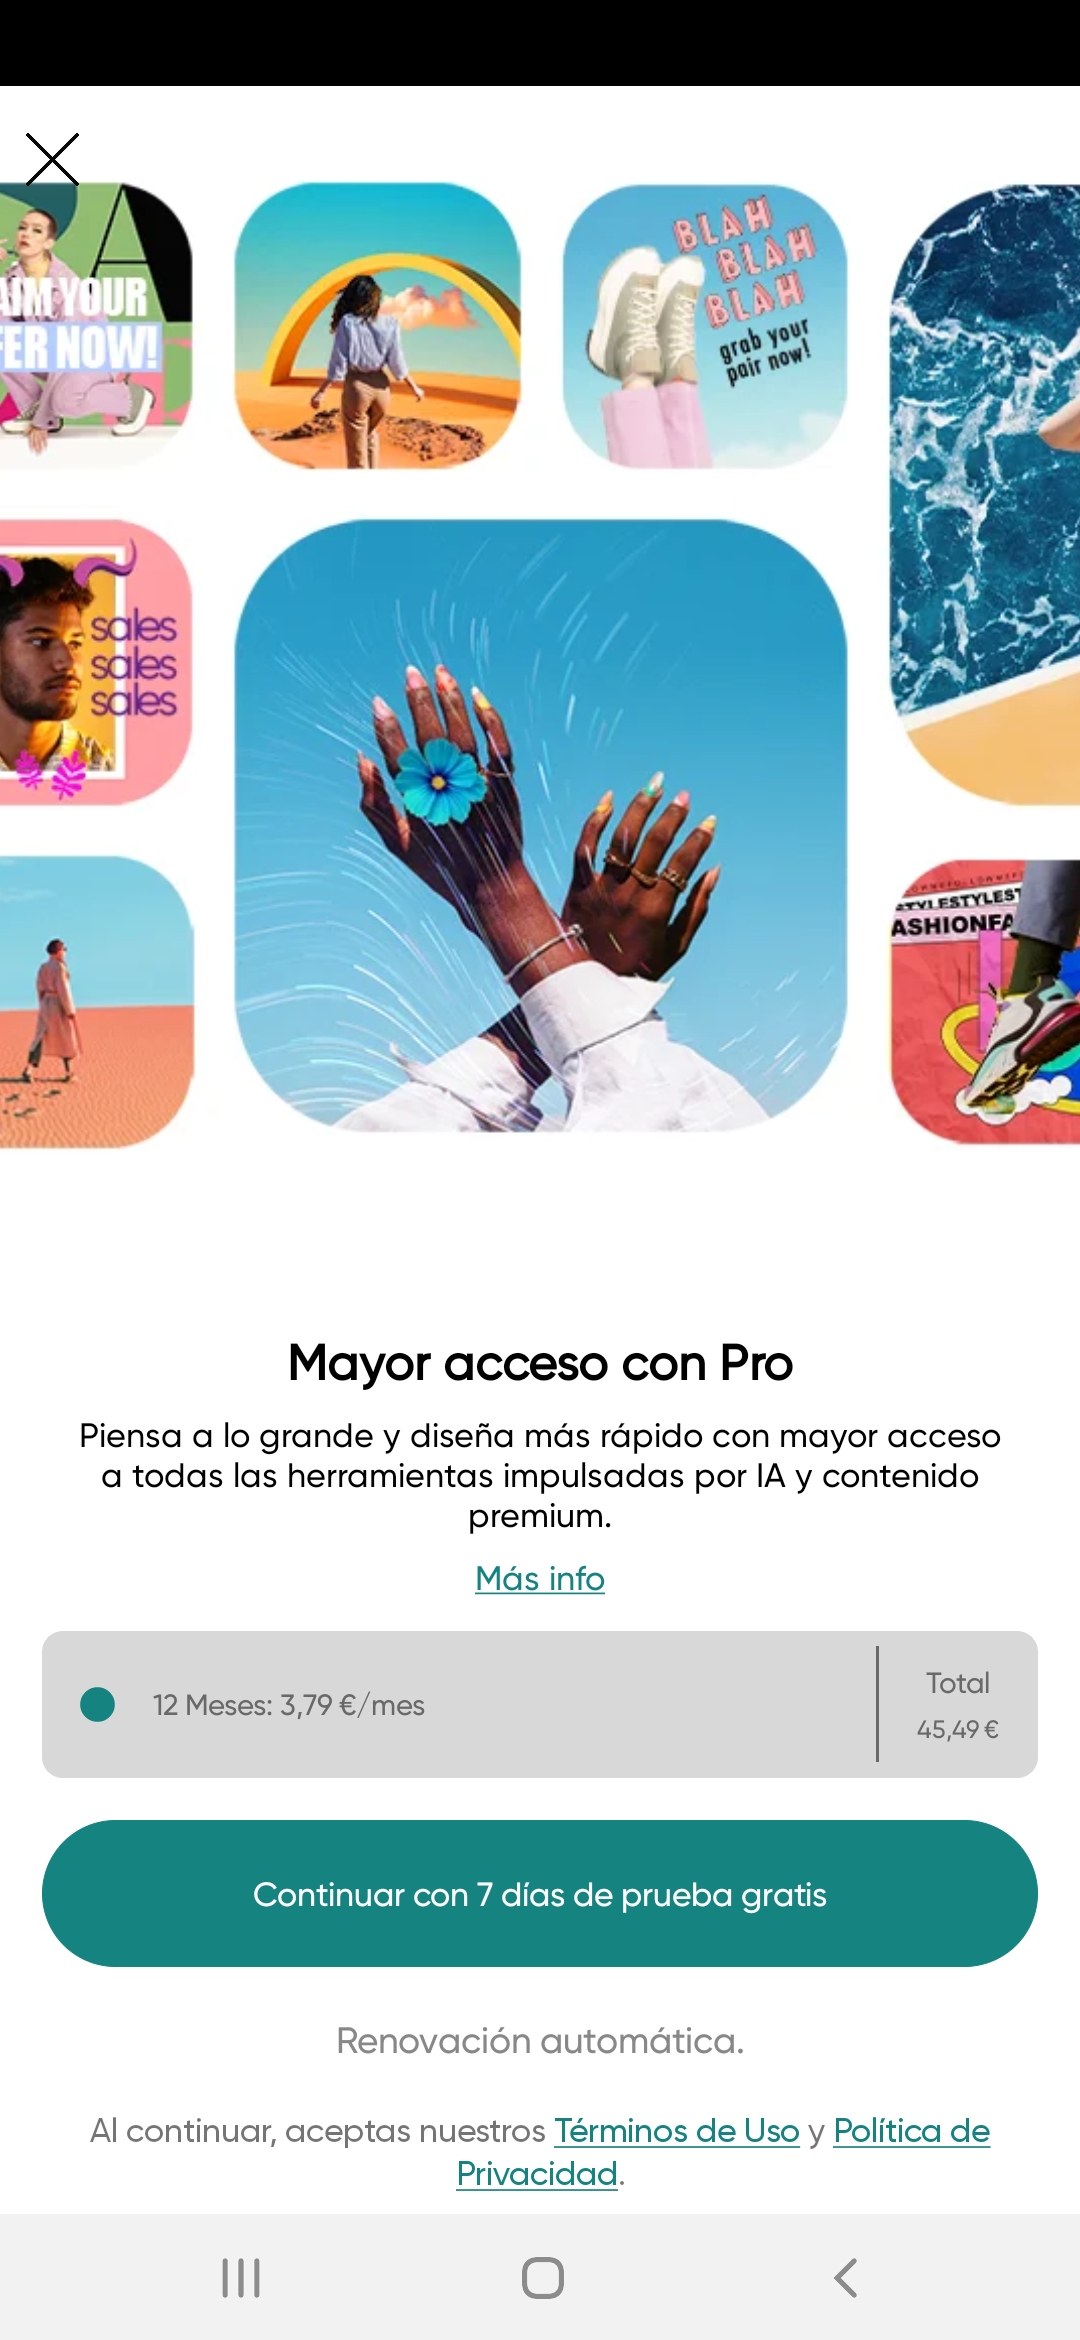 AIM YOUR
FER NOW!
BLAH
BLAH
BLAH
grab your
pair now!
sales
sales
sales
STYLESTYLEST
ASHIONFA
Mayor acceso con Pro
Piensa a lo grande y diseña más rápido con mayor acceso
a todas las herramientas impulsadas por IA y contenido
premium.
Más info
12 Meses: 3,79 €/mes
Total
45,49 €
Continuar con 7 días de prueba gratis
Renovación automática.
Al continuar, aceptas nuestros Términos de Uso y Política de
Privacidad.